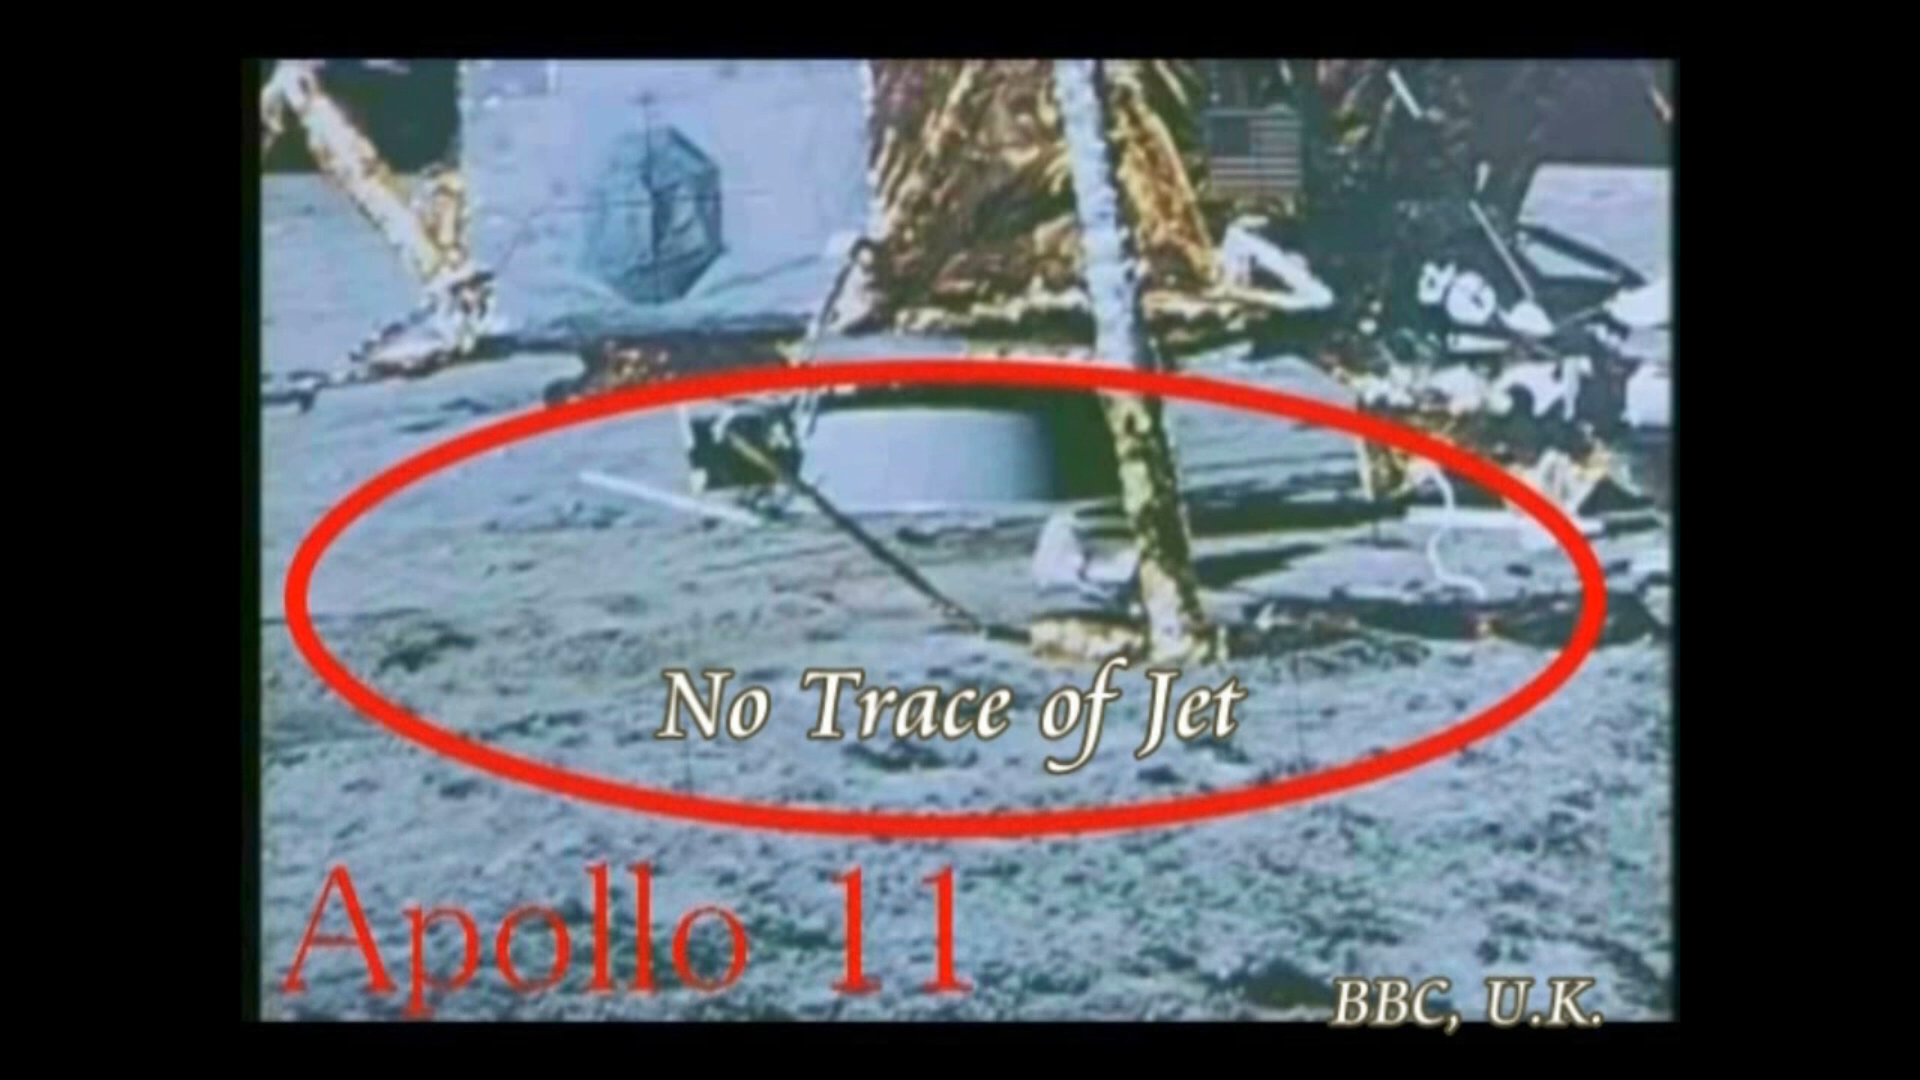 No Trace of Jet
Apollo 11
BBC, U.K.